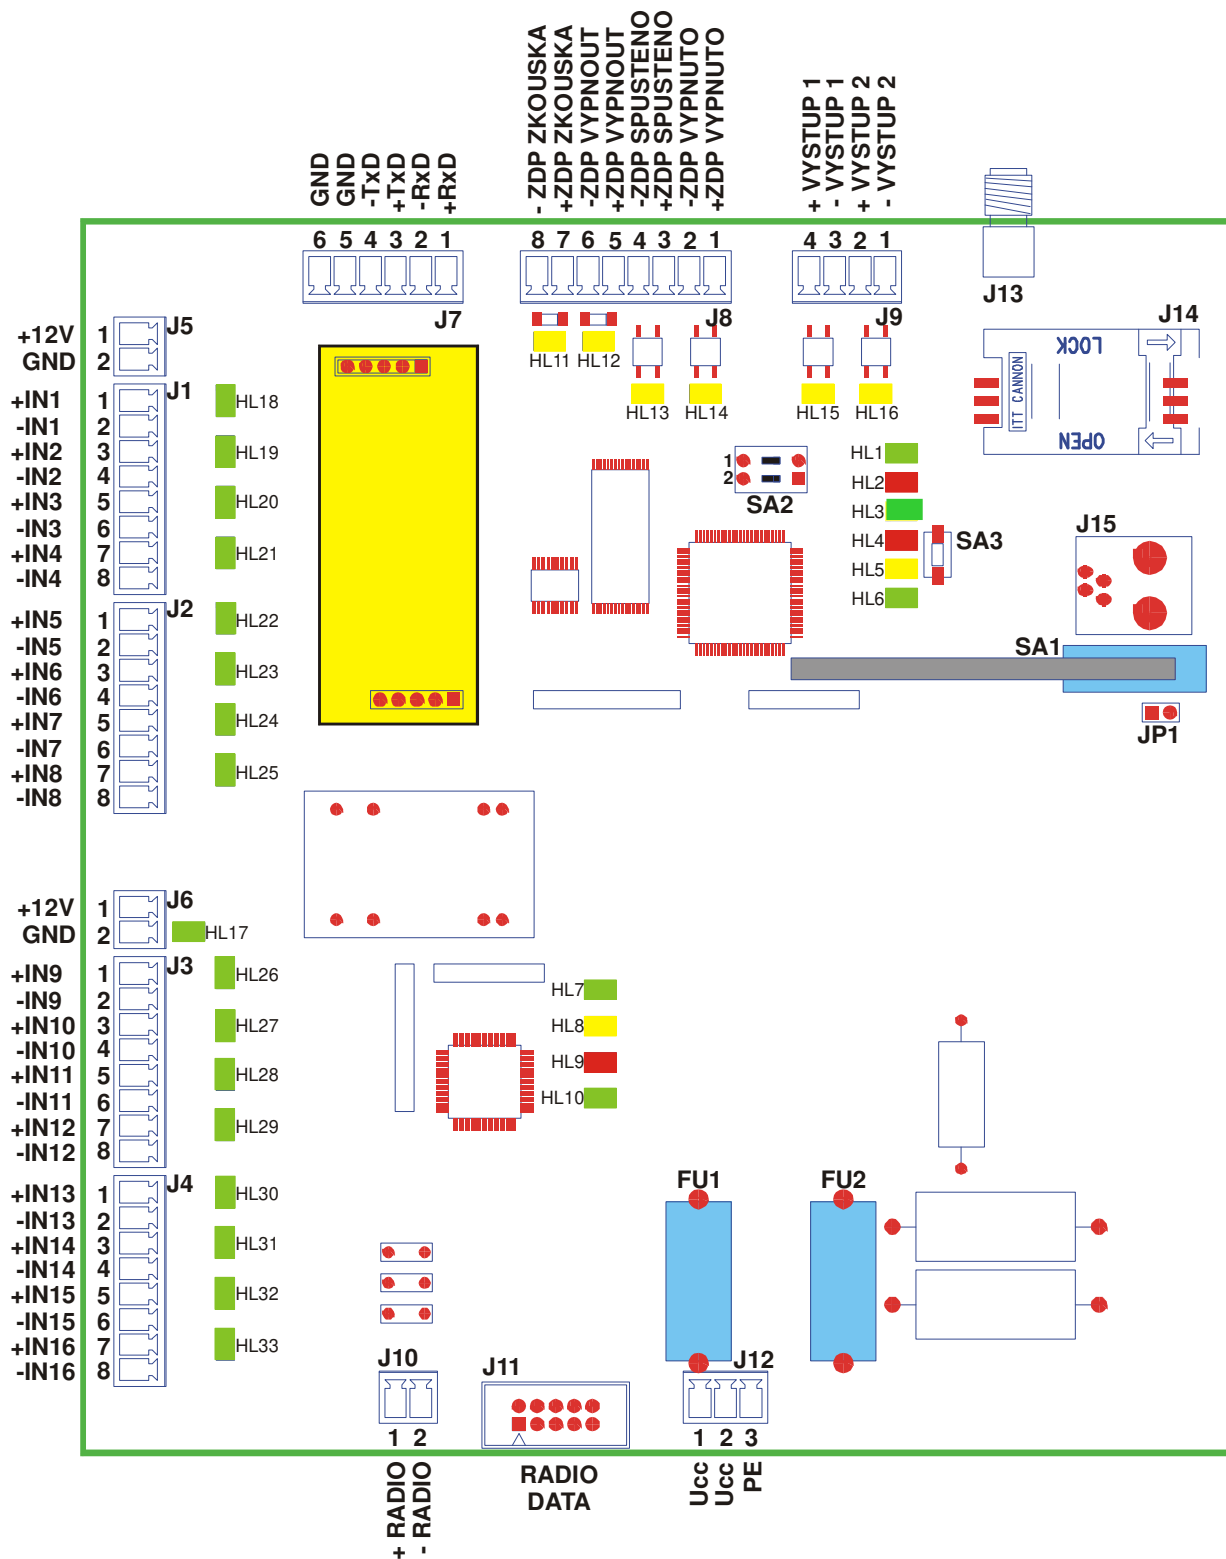 - ZDP ZKOUSKA
+ZDP ZKOUSKA
-ZDP VYPNOUT
+ZDP VYPNOUT
-ZDP SPUSTENO
+ZDP SPUSTENO
-ZDP VYPNUTO
+ZDP VYPNUTO
+ VYSTUP 1
- VYSTUP 1
+ VYSTUP 2
- VYSTUP 2
GND
GND
-TxD
+TxD
-RxD
+RxD
6 5 4 3 2 1
8 7 6 5 4 3 2 1
4 3 2 1
J13
J7
J8
J9
J14
+12V 1 J5
GND 2
HL11
HL12
HL13
HL14
HL15
HL16
LOCK
ITT CANNON
OPEN
+IN1 1 J1
HL18
-IN1 2
+IN2 3
HL19
-IN2 4
+IN3 5
HL20
-IN3 6
+IN4 7
HL21
-IN4 8
1
2
SA2
HL1
HL2
HL3
HL4
HL5
HL6
SA3
J15
SA1
JP1
+IN5 1 J2
HL22
-IN5 2
+IN6 3
HL23
-IN6 4
+IN7 5
HL24
-IN7 6
+IN8 7
HL25
-IN8 8
+12V 1 J6
GND 2
HL17
+IN9 1 J3
HL26
-IN9 2
+IN10 3
HL27
-IN10 4
+IN11 5
HL28
-IN11 6
+IN12 7
HL29
-IN12 8
HL7
HL8
HL9
HL10
+IN13 1 J4
HL30
-IN13 2
+IN14 3
HL31
-IN14 4
+IN15 5
HL32
-IN15 6
+IN16 7
HL33
-IN16 8
FU1
FU2
J10
J11
J12
1 2
1 2 3
+ RADIO
- RADIO
RADIO
DATA
Ucc
Ucc
PE